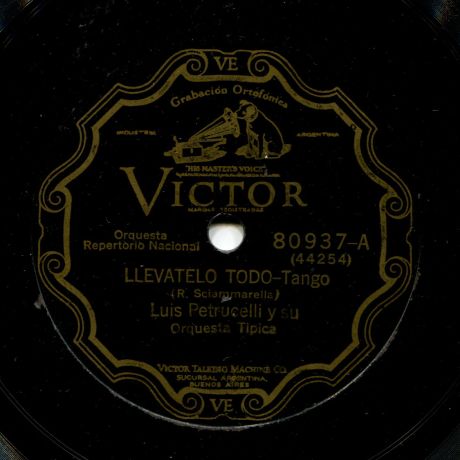 VE
Grabación Ortofónica
INDUSTRIA ARGENTINA
"HIS MASTER'S VOICE"
VICTOR
MARCAS REGISTRADAS
Orquesta
Repertorio Nacional
80937-A
(44254)
LLEVATELO TODO-Tango
(R. Sciammarella)
Luis Petrucelli y su
Orquesta Tipica
VICTOR TALKING MACHINE CO.
SUCURSAL ARGENTINA,
BUENOS AIRES
VE